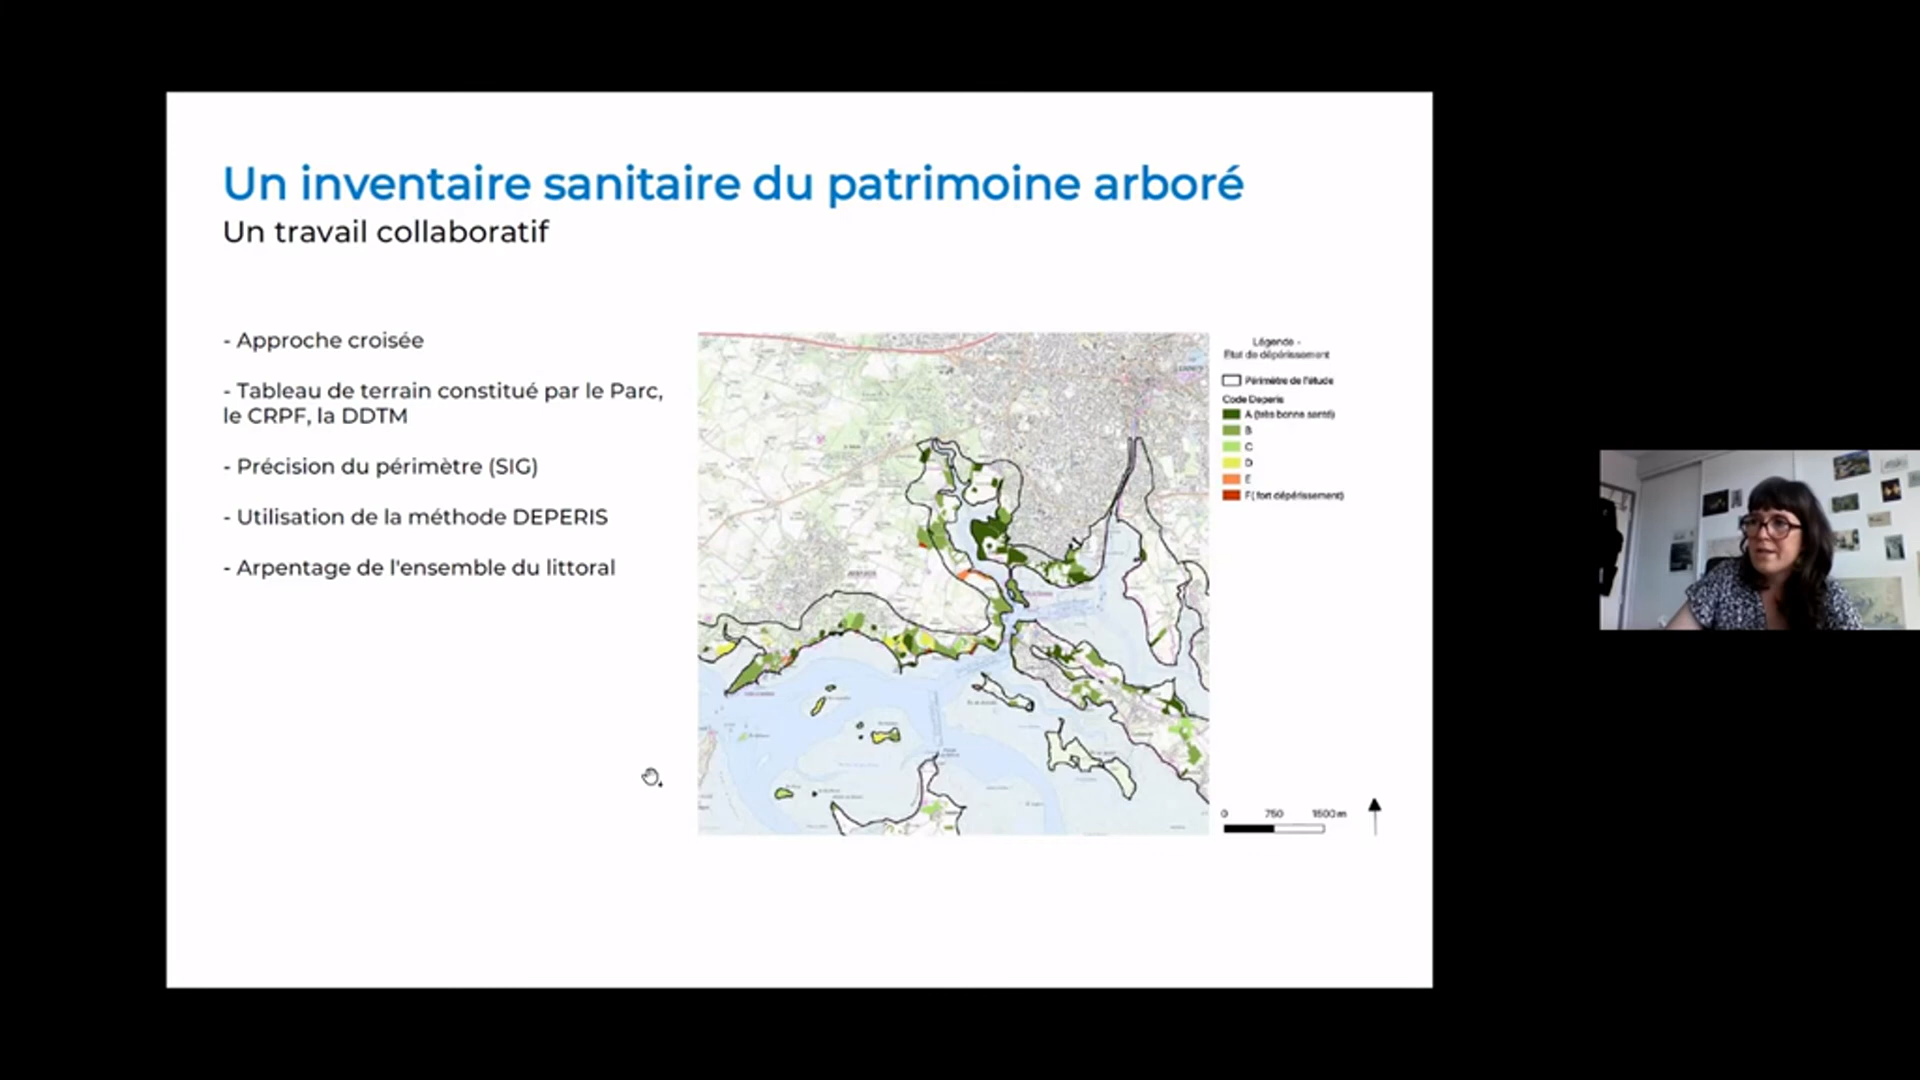 Un inventaire sanitaire du patrimoine arboré
Un travail collaboratif
- Approche croisée
- Tableau de terrain constitué par le Parc,
le CRPF, la DDTM
- Précision du périmètre (SIG)
- Utilisation de la méthode DEPERIS
- Arpentage de l'ensemble du littoral
Légende -
Etat de dépérissement
Périmètre de l'étude
Code Deperis
A (très bonne santé)
B
C
D
E
F( fort dépérissement)
0 750 1500 m